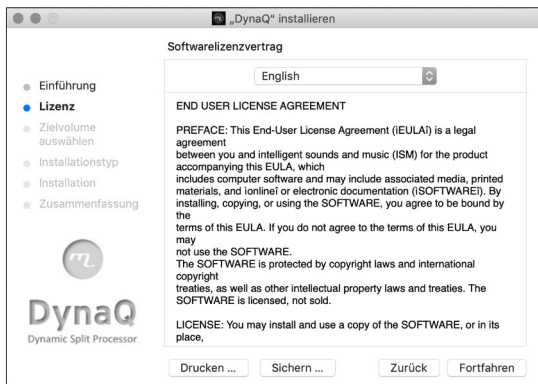 „DynaQ“ installieren
Softwarelizenzvertrag
English
Einführung
Lizenz
Zielvolume
auswählen
Installationstyp
Installation
Zusammenfassung
END USER LICENSE AGREEMENT
PREFACE: This End-User License Agreement (ìEULAî) is a legal
agreement
between you and intelligent sounds and music (ISM) for the product
accompanying this EULA, which
includes computer software and may include associated media, printed
materials, and ìonlineî or electronic documentation (ìSOFTWAREî). By
installing, copying, or using the SOFTWARE, you agree to be bound by
the
terms of this EULA. If you do not agree to the terms of this EULA, you
may
not use the SOFTWARE.
The SOFTWARE is protected by copyright laws and international
copyright
treaties, as well as other intellectual property laws and treaties. The
SOFTWARE is licensed, not sold.
LICENSE: You may install and use a copy of the SOFTWARE, or in its
place,
DynaQ
Dynamic Split Processor
Drucken ...
Sichern ...
Zurück
Fortfahren